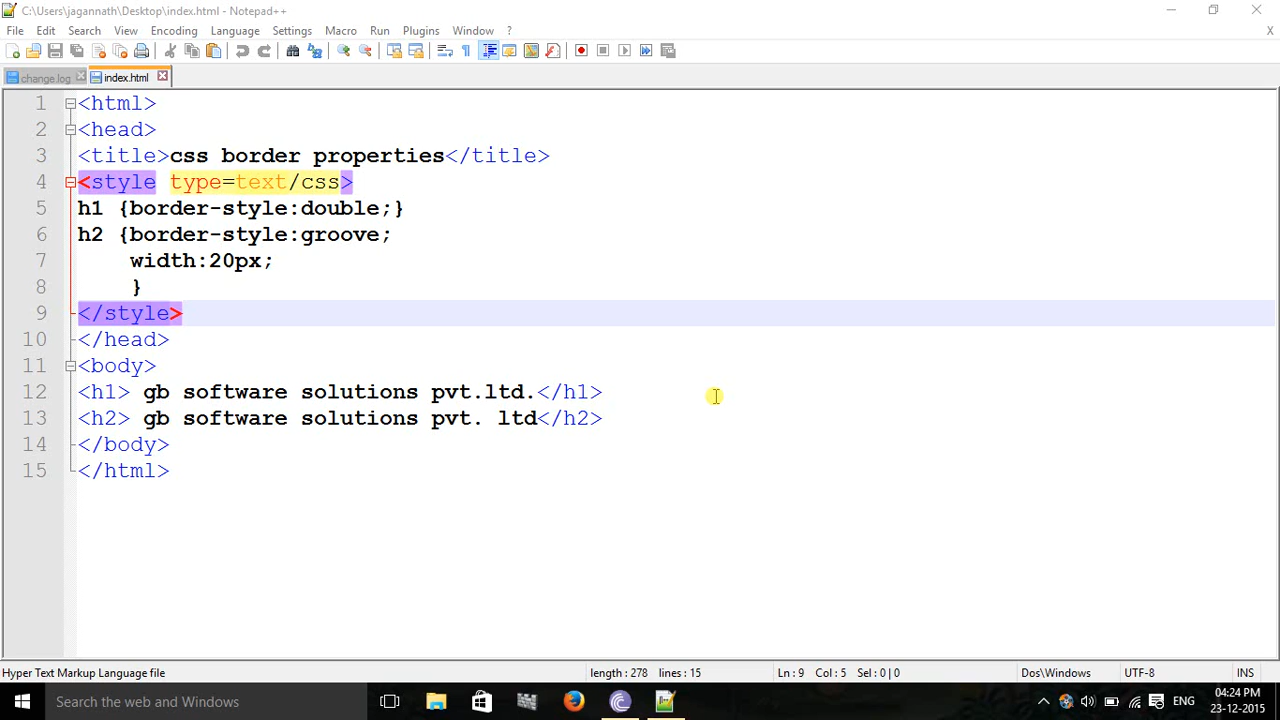 C:\Users\jagannath\Desktop\index.html - Notepad++
File Edit Search View Encoding Language Settings Macro Run Plugins Window ? X
change.log index.html
1 <html>
2 <head>
3 <title>css border properties</title>
4 <style type=text/css>
5 h1 {border-style:double;}
6 h2 {border-style:groove;
7 width:20px;
8 }
9 </style>
10 </head>
11 <body>
12 <h1> gb software solutions pvt.ltd.</h1>
13 <h2> gb software solutions pvt. ltd</h2>
14 </body>
15 </html>
Hyper Text Markup Language file length : 278 lines : 15 Ln : 9 Col : 5 Sel : 0 | 0 Dos\Windows UTF-8 INS
Search the web and Windows ENG 04:24 PM
23-12-2015